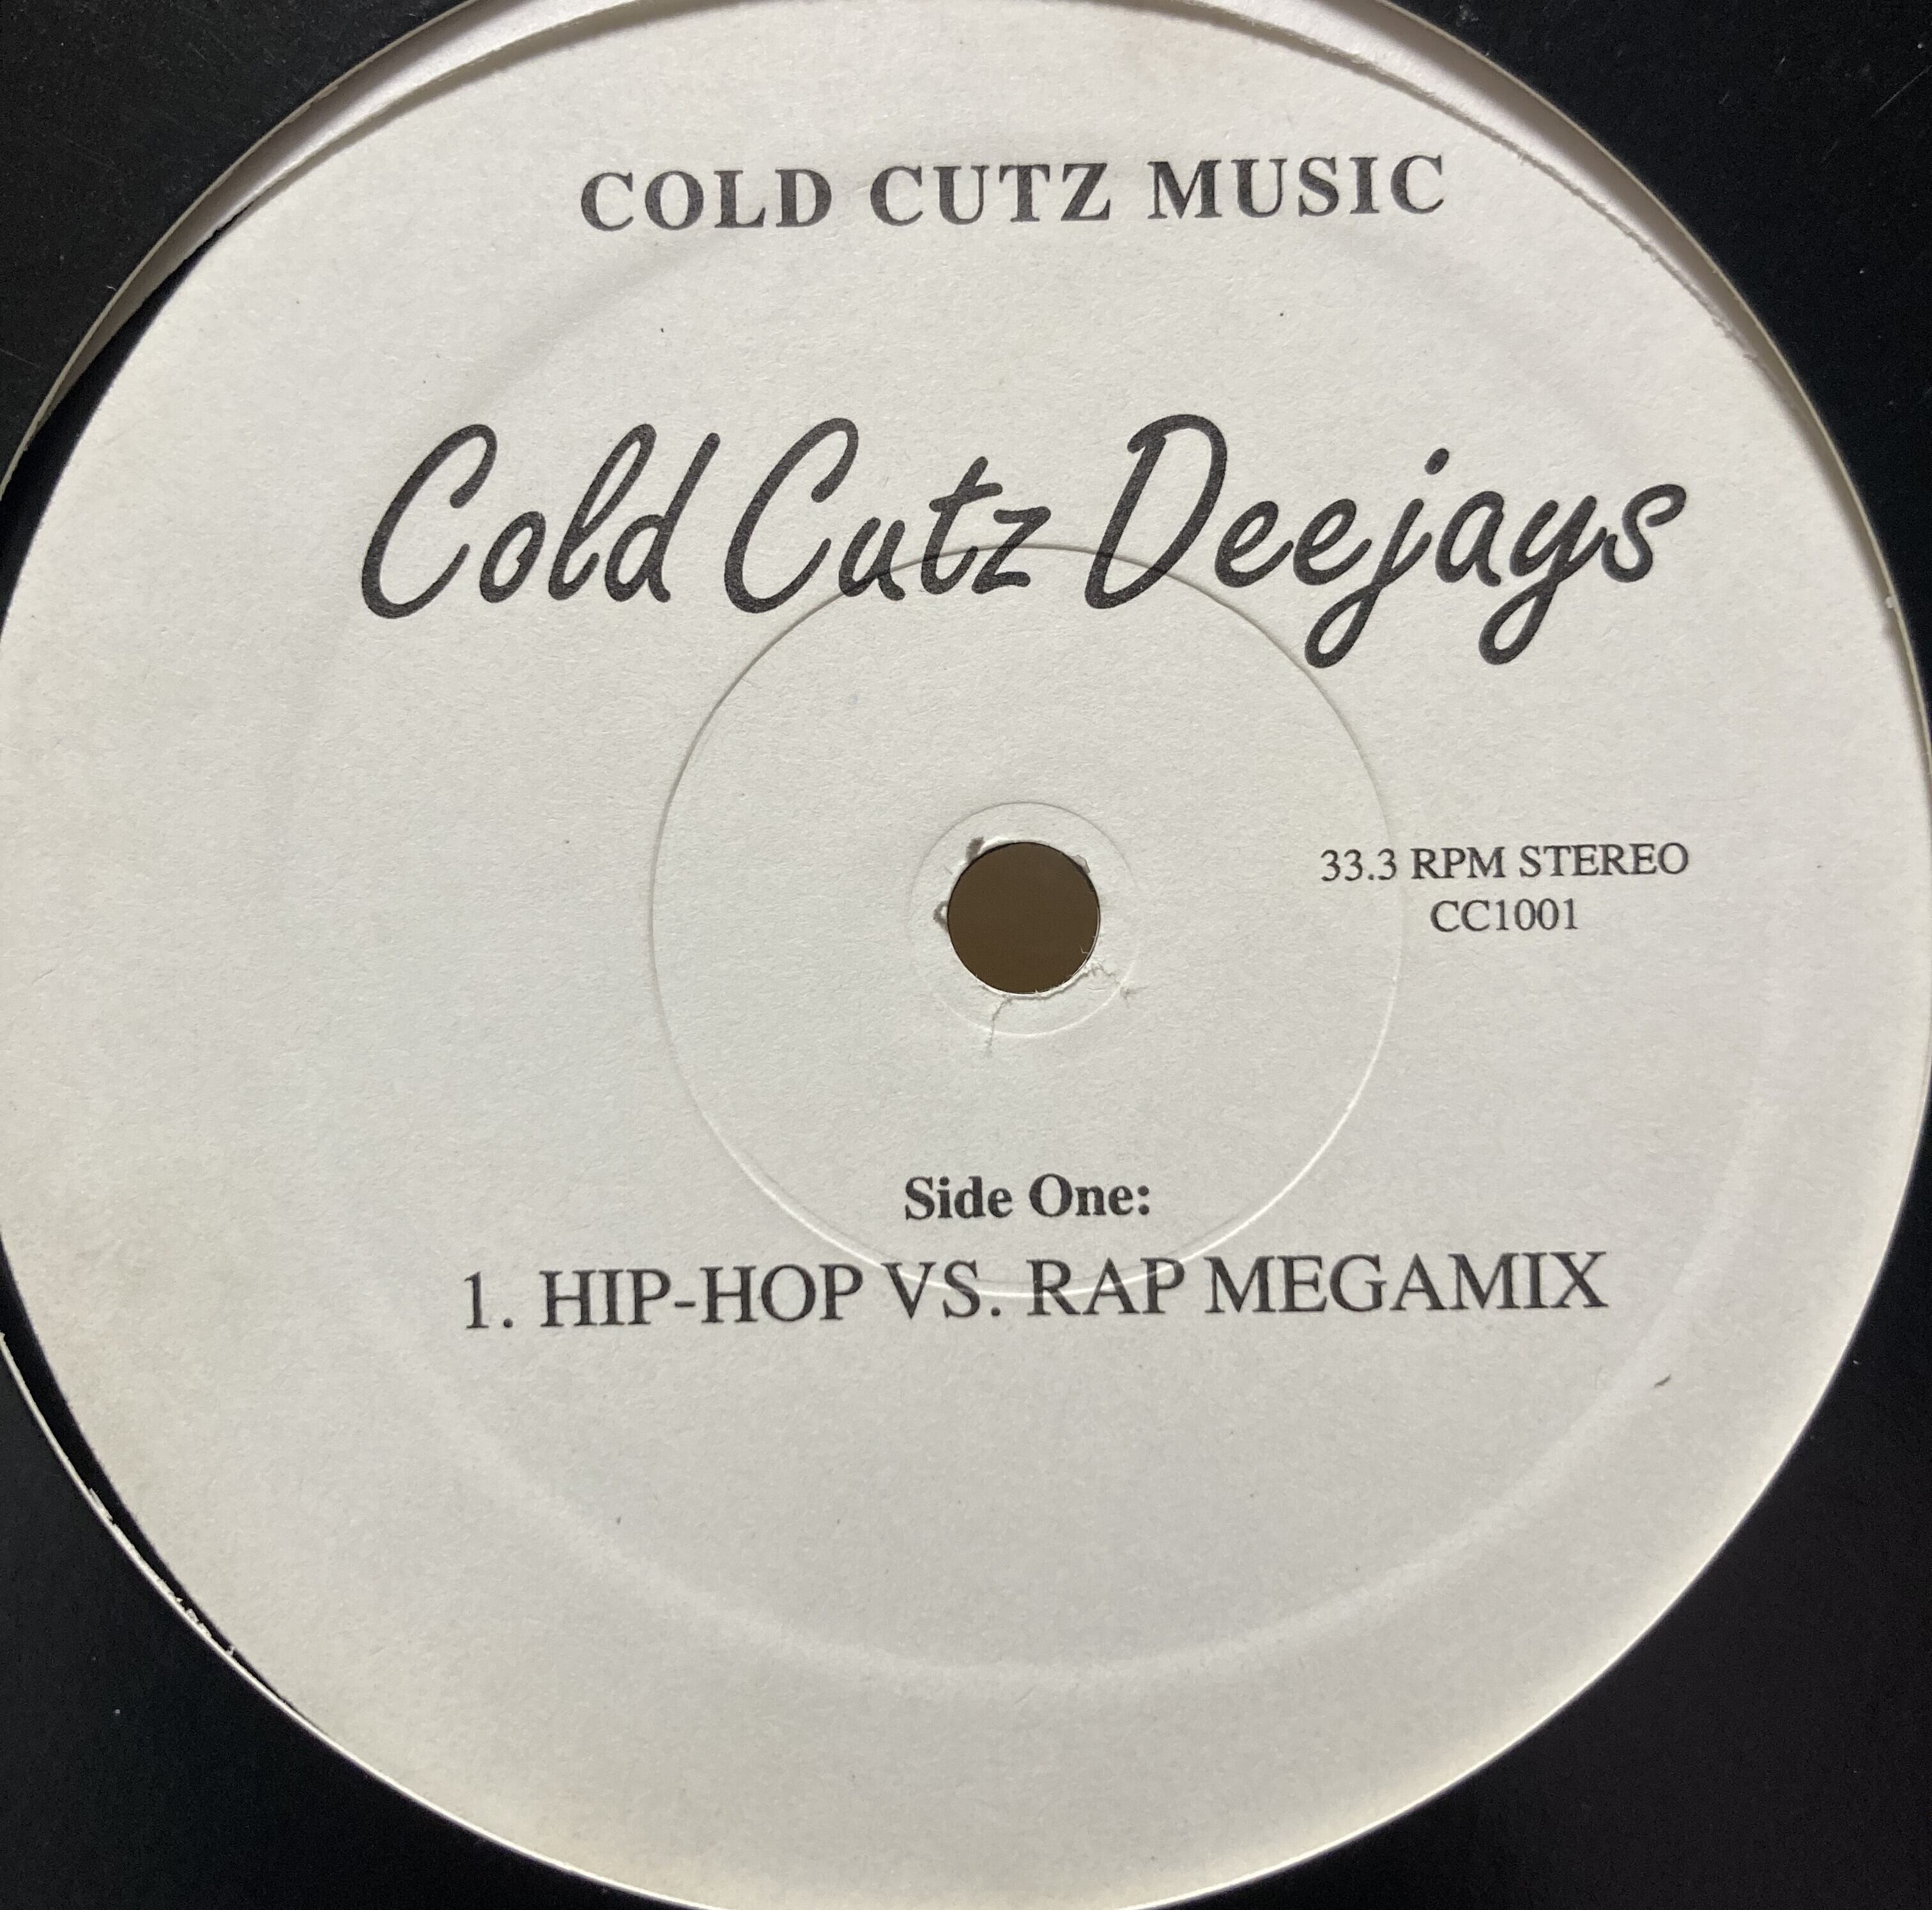 COLD CUTZ MUSIC
Cold Cutz Deejays
33.3 RPM STEREO
CC1001
Side One:
1. HIP-HOP VS. RAP MEGAMIX